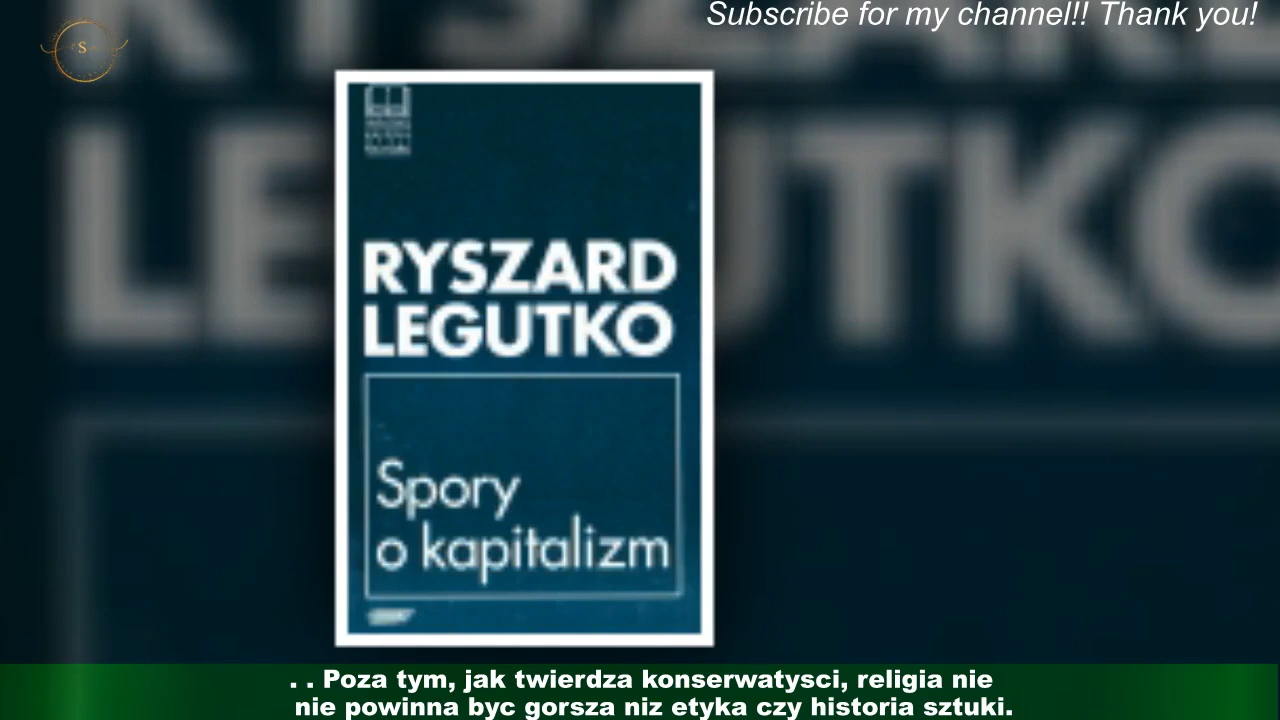 Subscribe for my channel!! Thank you!
S
RYSZARD
LEGUTKO
Spory
o kapitalizm
. . Poza tym, jak twierdza konserwatysci, religia nie
nie powinna byc gorsza niz etyka czy historia sztuki.